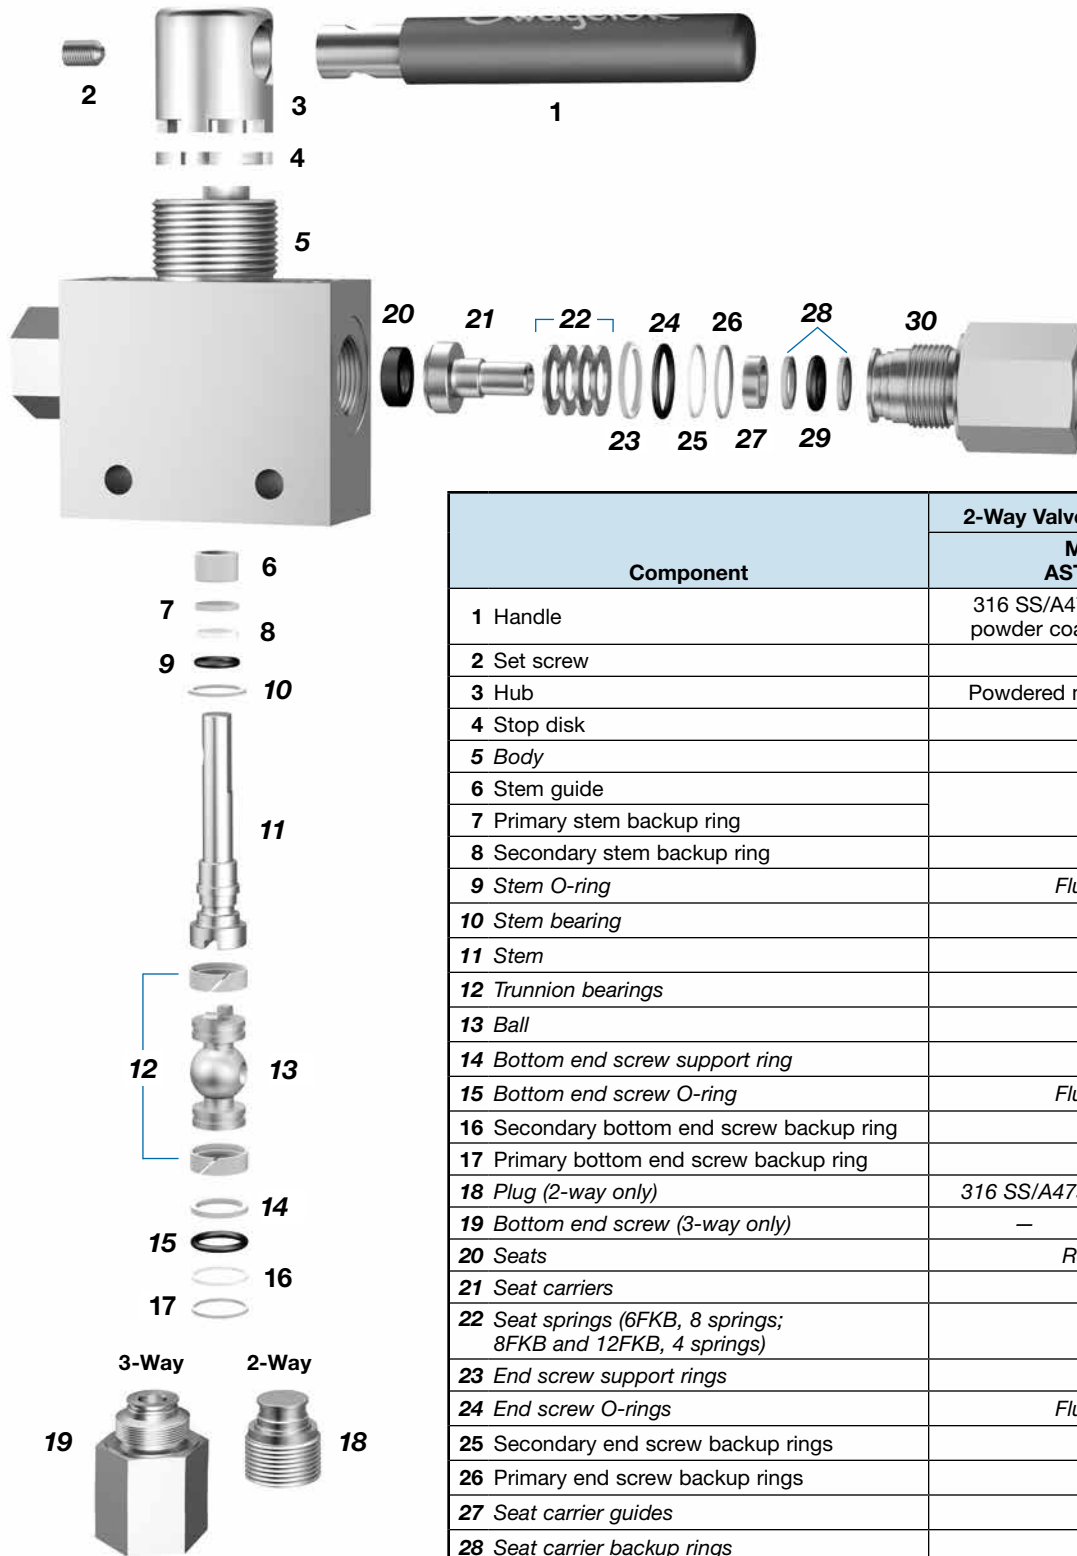 2
3
1
4
5
20
21
22
24
26
28
30
23
25
27
29
6
7
8
9
10
11
12
13
14
15
16
17
3-Way
2-Way
19
18
2-Way Valve
Component
1 Handle
316 SS/A47
powder coa
2 Set screw
3 Hub
Powdered
4 Stop disk
5 Body
6 Stem guide
7 Primary stem backup ring
8 Secondary stem backup ring
9 Stem O-ring
10 Stem bearing
11 Stem
12 Trunnion bearings
13 Ball
14 Bottom end screw support ring
15 Bottom end screw O-ring
16 Secondary bottom end screw backup ring
17 Primary bottom end screw backup ring
18 Plug (2-way only)
316 SS/A47
19 Bottom end screw (3-way only)
—
20 Seats
21 Seat carriers
22 Seat springs (6FKB, 8 springs;
8FKB and 12FKB, 4 springs)
23 End screw support rings
24 End screw O-rings
25 Secondary end screw backup rings
26 Primary end screw backup rings
27 Seat carrier guides
28 Seat carrier backup rings